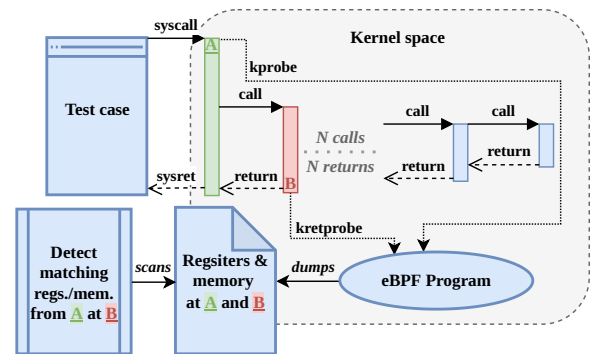 syscall
Kernel space
A
kprobe
Test case
call
call
call
N calls
N returns
return
return
sysret
return
B
kretprobe
Detect
matching
regs./mem.
from A at B
scans
Regsiters &
memory
at A and B
dumps
eBPF Program